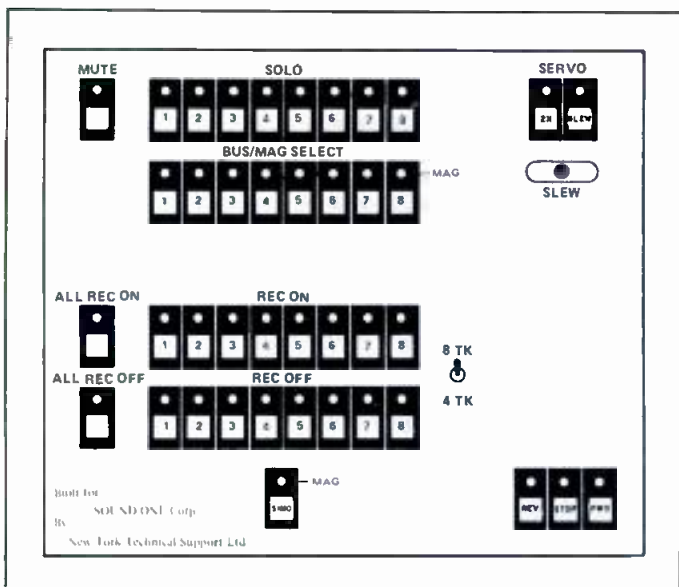 MUTE SOLO SERVO
1 2 3 4 5 6 7 8 2X SLEW
BUS/MAG SELECT
MAG
1 2 3 4 5 6 7 8
SLEW
ALL REC ON REC ON
1 2 3 4 5 6 7 8
8 TK
ALL REC OFF REC OFF
4 TK
1 2 3 4 5 6 7 8
MAG
Built for
SOUND ONE Corp.
REV STOP FWD
By
New York Technical Support Ltd